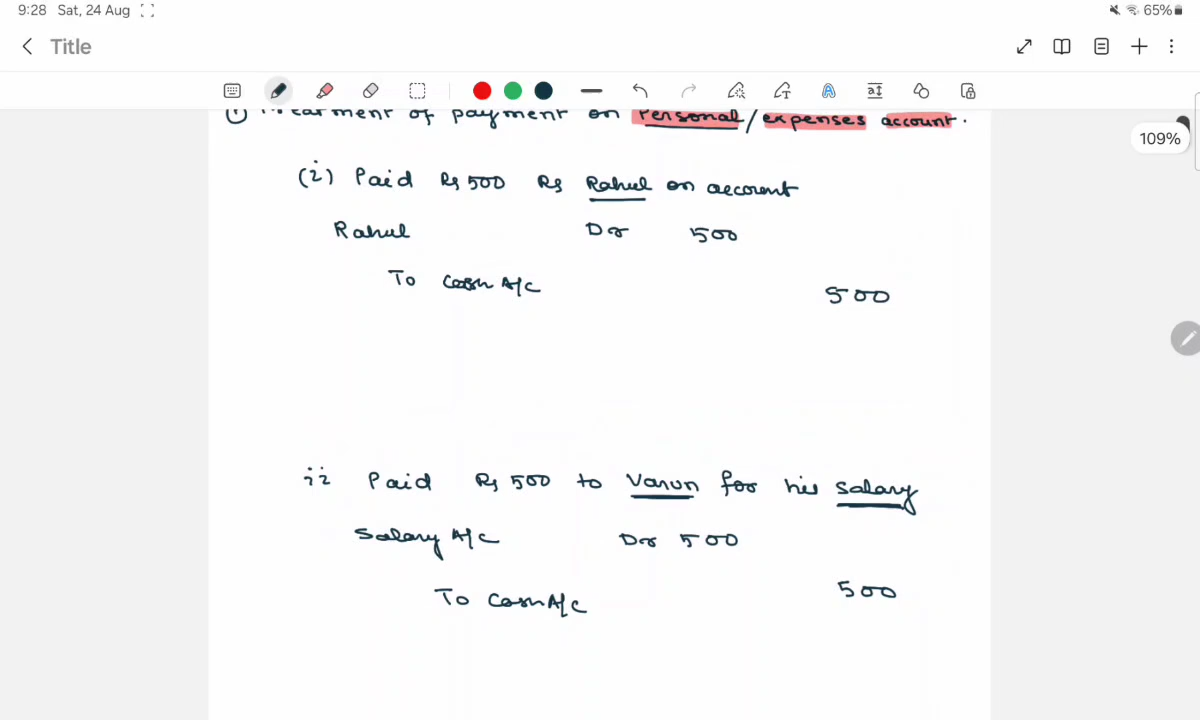 9:28 Sat, 24 Aug 65%
Title
109%
① Treatment of payment on Personal/expenses account.
(i) Paid Rs 500 Rs Rahul on account
Rahul Dr 500
To Cash A/c
500
ii Paid Rs 500 to Varun for his salary
Salary A/c Dr 500
To Cash A/c 500